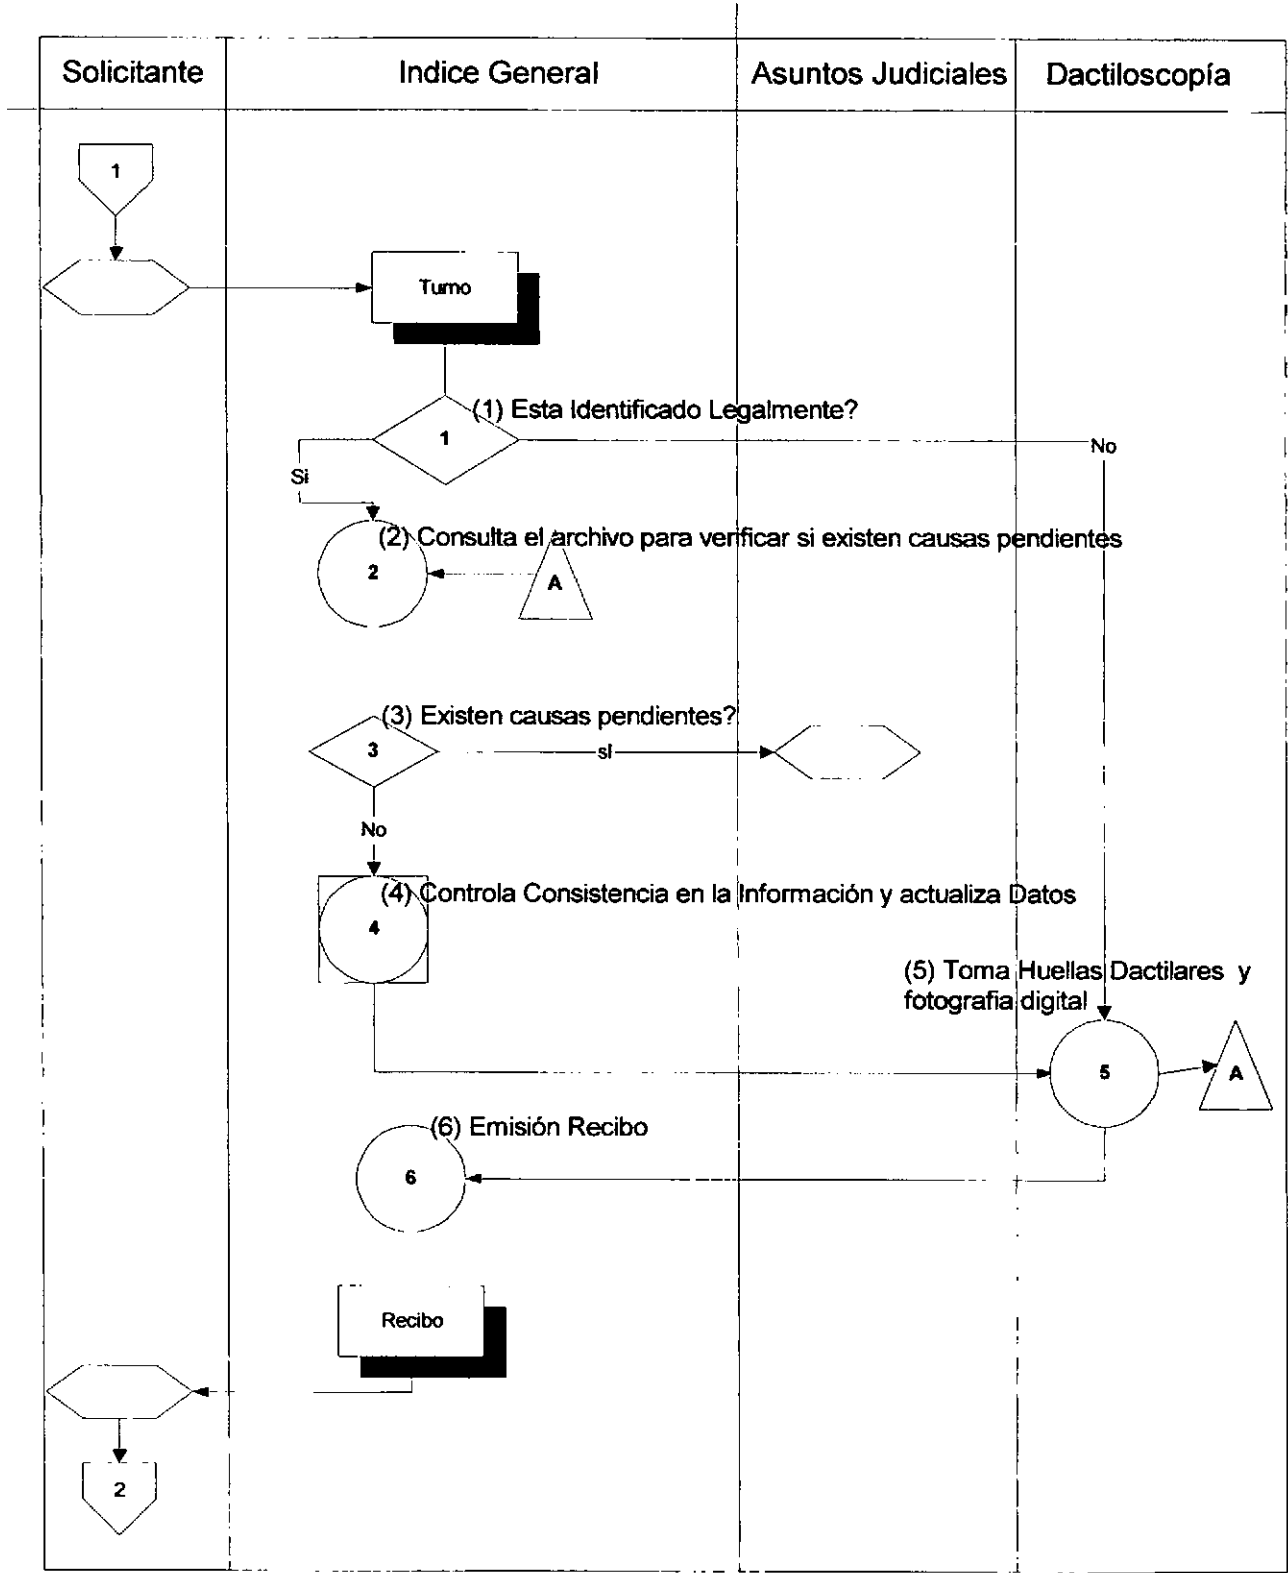 Solicitante Indice General Asuntos Judiciales Dactiloscopía
1
Turno
(1) Esta Identificado Legalmente?
1
No
Si
(2) Consulta el archivo para verificar si existen causas pendientes
2
A
(3) Existen causas pendientes?
3
sI
No
(4) Controla Consistencia en la Información y actualiza Datos
4
(5) Toma Huellas Dactilares y
fotografia digital
5
A
(6) Emisión Recibo
6
Recibo
2